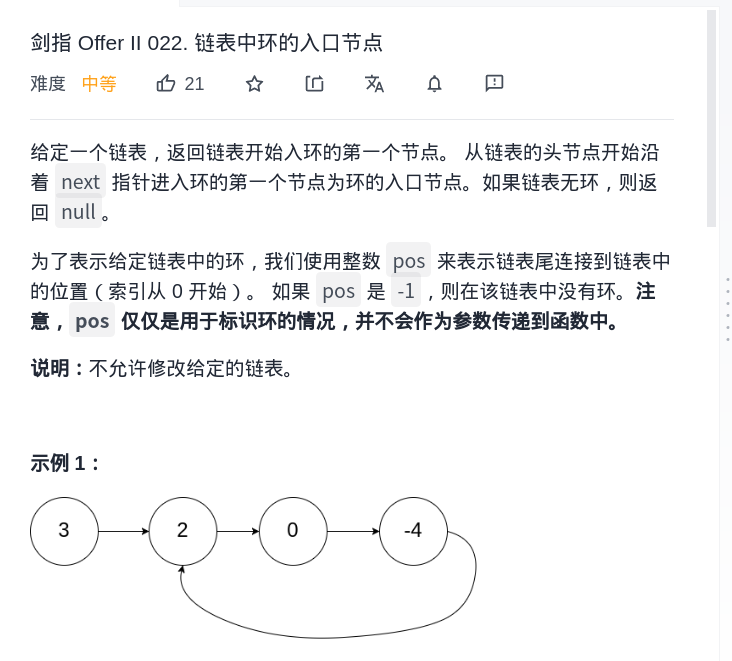 剑指 Offer II 022. 链表中环的入口节点
难度 中等 21
给定一个链表，返回链表开始入环的第一个节点。 从链表的头节点开始沿
着 next 指针进入环的第一个节点为环的入口节点。如果链表无环，则返
回 null。
为了表示给定链表中的环，我们使用整数 pos 来表示链表尾连接到链表中
的位置（索引从 0 开始）。 如果 pos 是 -1，则在该链表中没有环。注
意，pos 仅仅是用于标识环的情况，并不会作为参数传递到函数中。
说明：不允许修改给定的链表。
示例 1：
3 2 0 -4